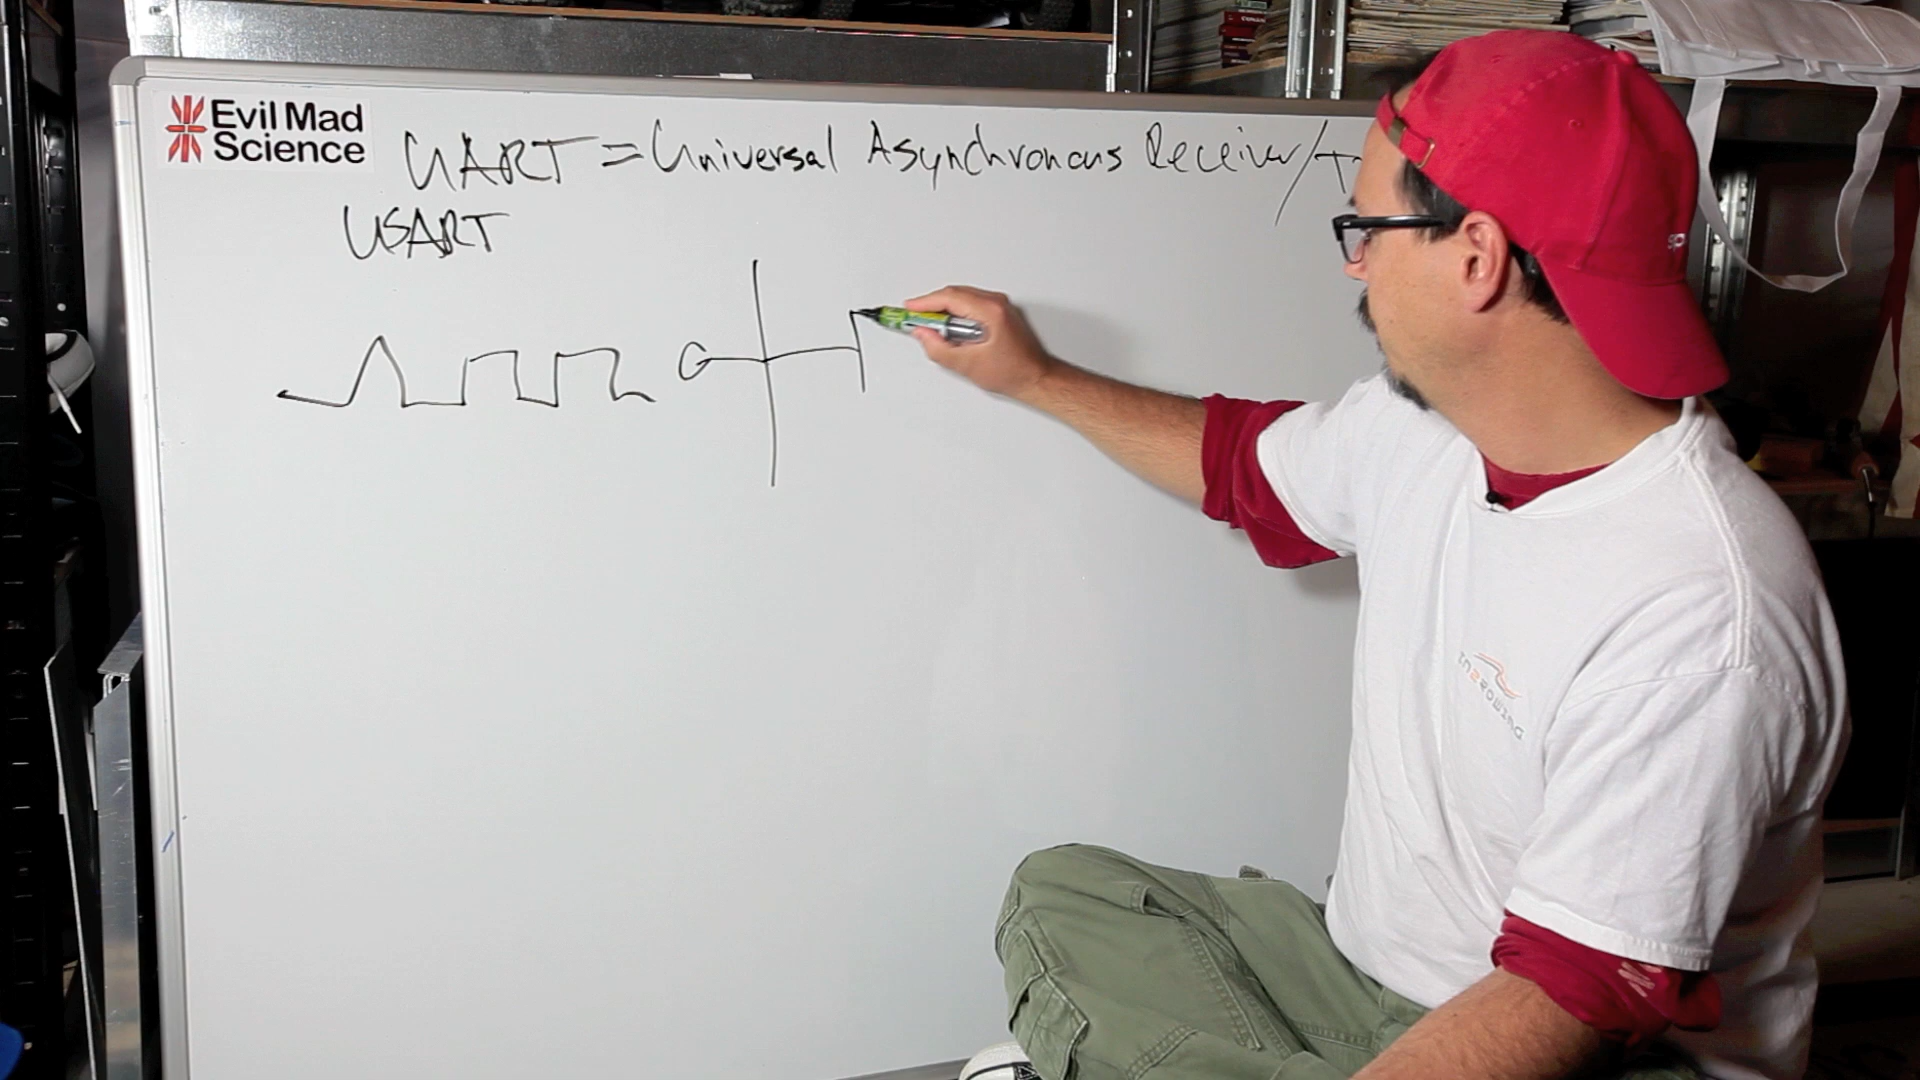 Evil Mad
Science
UART = Universal Asynchronous Receiver/
USART